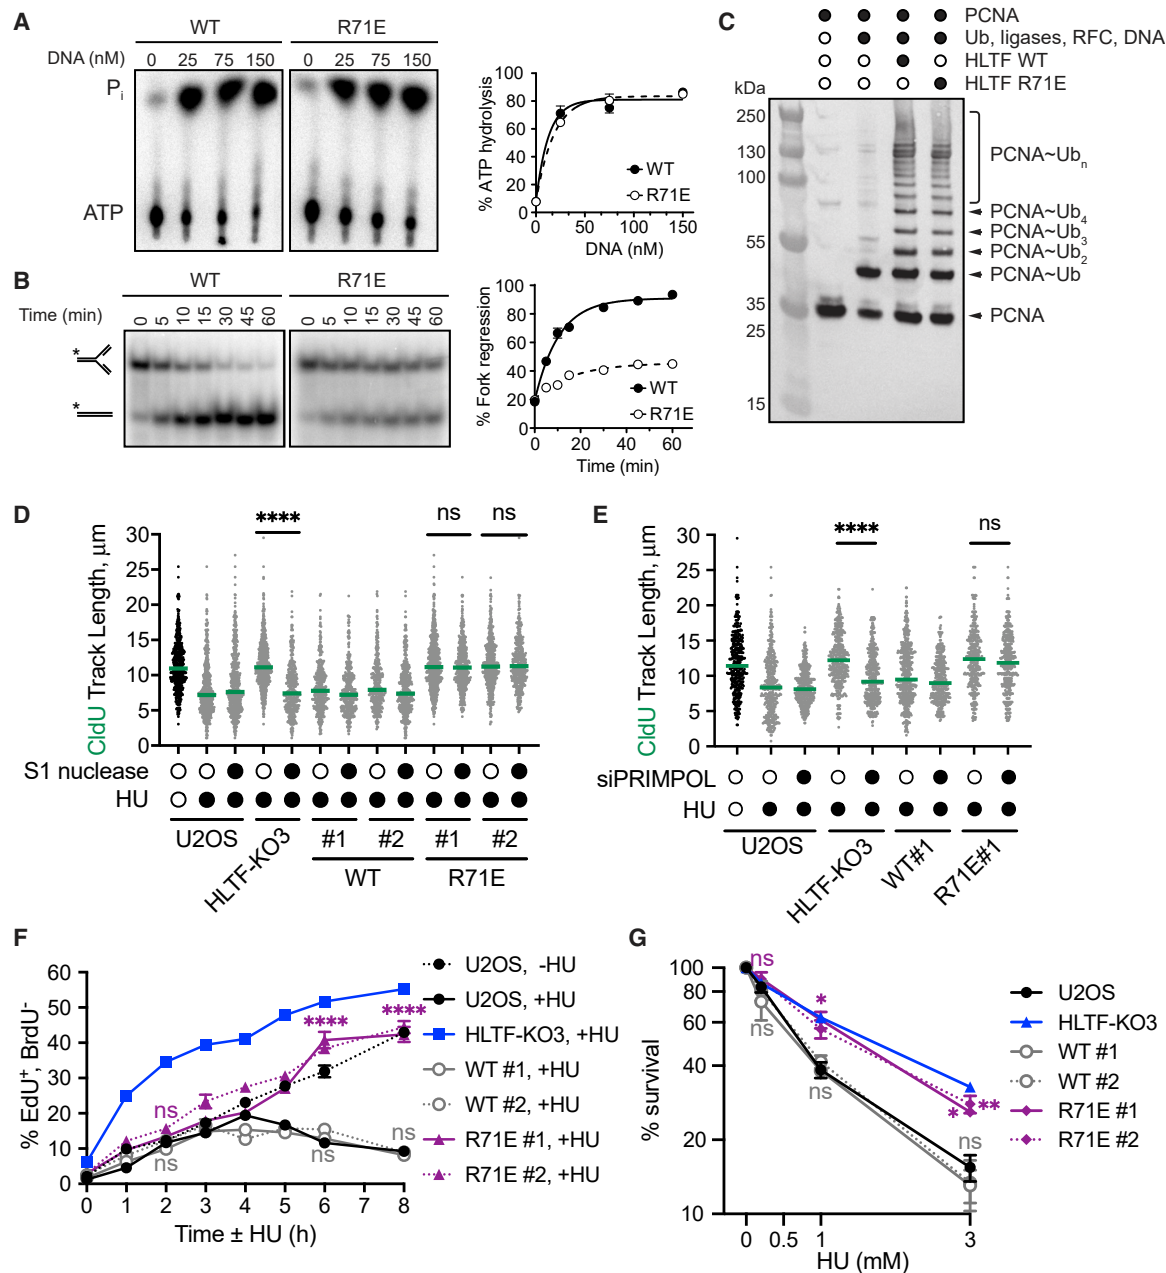 A
WT
R71E
DNA (nM)
0 25 75 150
0 25 75 150
Pi
ATP
% ATP hydrolysis
100
80
60
40
20
0
WT
R71E
0 50 100 150
DNA (nM)
B
WT
R71E
Time (min)
0 5 10 15 30 45 60
0 5 10 15 30 45 60
*
*
% Fork regression
100
80
60
40
20
0
WT
R71E
0 20 40 60
Time (min)
C
PCNA
Ub, ligases, RFC, DNA
HLTF WT
HLTF R71E
kDa
250
130
100
55
35
25
15
PCNA~Ubn
PCNA~Ub4
PCNA~Ub3
PCNA~Ub2
PCNA~Ub
PCNA
D
**** ns ns
CldU Track Length, µm
30
25
20
15
10
5
0
S1 nuclease
HU
U2OS
HLTF-KO3
#1 #2 #1 #2
WT R71E
E
**** ns
CldU Track Length, µm
30
25
20
15
10
5
0
siPRIMPOL
HU
U2OS
HLTF-KO3
WT#1
R71E#1
F
% EdU+, BrdU-
60
50
40
30
20
10
0
ns
ns
****
ns
****
ns
0 1 2 3 4 5 6 7 8
Time ± HU (h)
U2OS, -HU
U2OS, +HU
HLTF-KO3, +HU
WT #1, +HU
WT #2, +HU
R71E #1, +HU
R71E #2, +HU
G
% survival
100
80
60
40
20
10
ns
ns
*
ns
* **
ns
0 0.5 1 3
HU (mM)
U2OS
HLTF-KO3
WT #1
WT #2
R71E #1
R71E #2